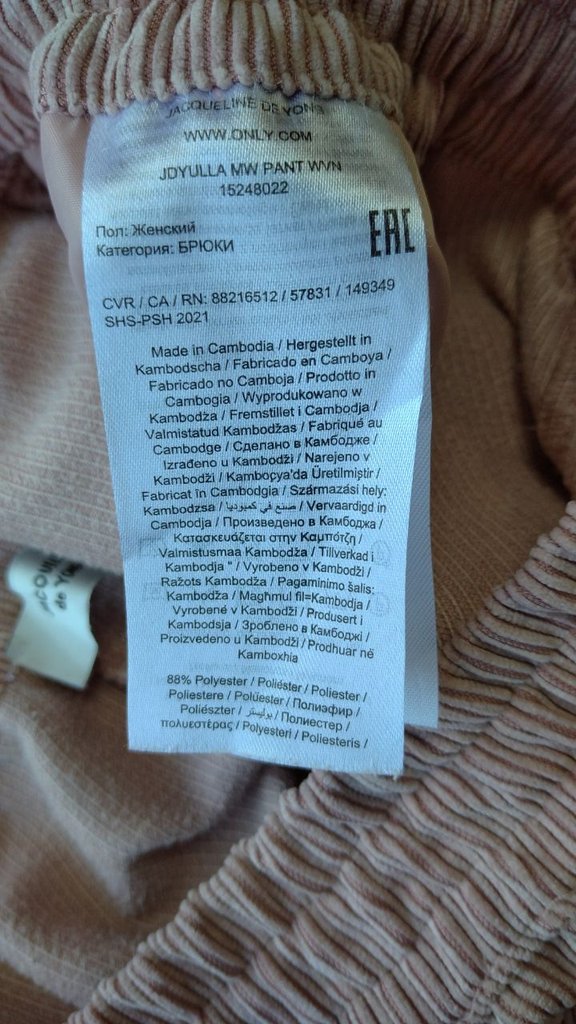 JACQUELINE DE YONG
WWW.ONLY.COM
JDYULLA MW PANT WVN
15248022
Пол: Женский
Категория: БРЮКИ
EAC
CVR / CA / RN: 88216512 / 57831 / 149349
SHS-PSH 2021
Made in Cambodia / Hergestellt in
Kambodscha / Fabricado en Camboya /
Fabricado no Camboja / Prodotto in
Cambogia / Wyprodukowano w
Kambodża / Fremstillet i Cambodja /
Valmistatud Kambodžas / Fabriqué au
Cambodge / Сделано в Камбодже /
Izrađeno u Kambodži / Narejeno v
Kambodži / Kamboçya'da Üretilmiştir /
Fabricat în Cambodgia / Származási hely:
Kambodzsa / صنع في كمبوديا / Vervaardigd in
Cambodja / Произведено в Камбоджа /
Κατασκευάζεται στην Καμπότζη /
Valmistusmaa Kambodža / Tillverkad i
Kambodja " / Vyrobeno v Kambodži /
Ražots Kambodža / Pagaminimo šalis:
Kambodža / Magħmul fil=Kambodja /
Vyrobené v Kambodži / Produsert i
Kambodsja / Зроблено в Камбоджі /
Proizvedeno u Kambodži / Prodhuar në
Kamboxhia
88% Polyester / Poliéster / Poliester /
Poliestere / Polüester / Полиэфир /
Poliészter / بوليستر / Полиестер /
πολυεστέρας / Polyesteri / Poliesteris /
de YONG